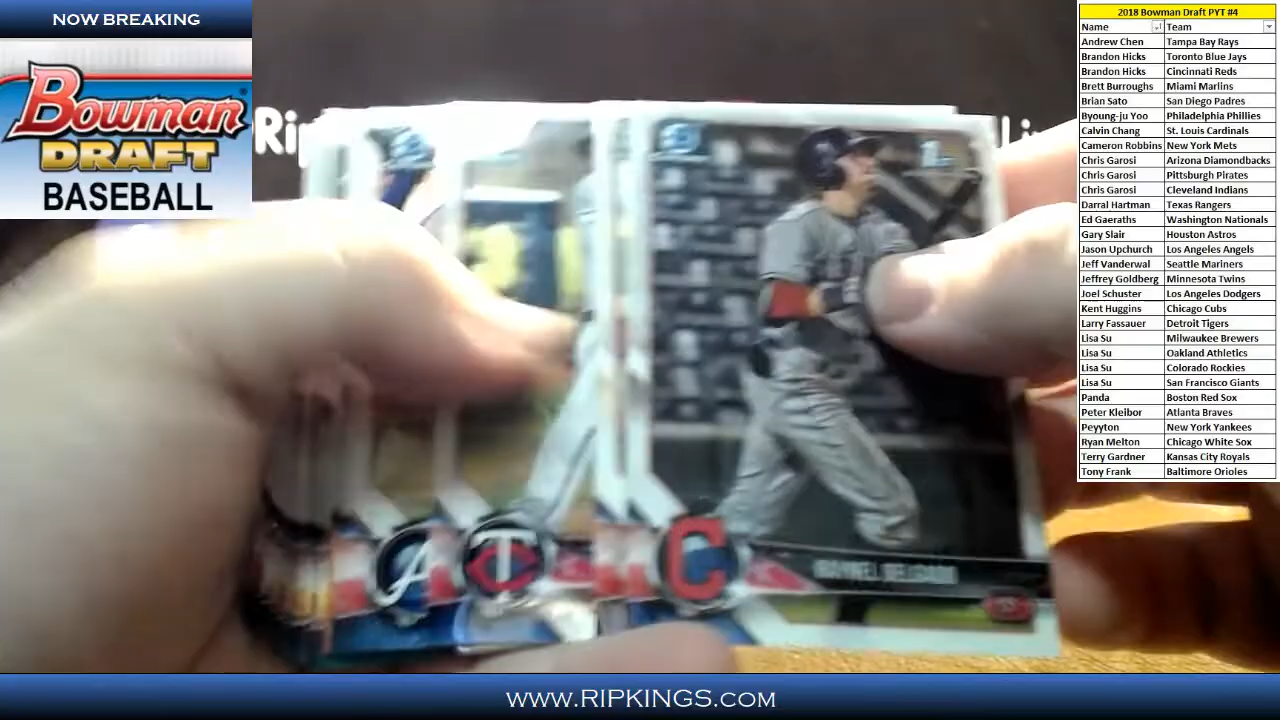 NOW BREAKING
Bowman
DRAFT
BASEBALL
Rip
C
A
TC
2018 Bowman Draft PYT #4
Name Team
Andrew Chen Tampa Bay Rays
Brandon Hicks Toronto Blue Jays
Brandon Hicks Cincinnati Reds
Brett Burroughs Miami Marlins
Brian Sato San Diego Padres
Byoung-ju Yoo Philadelphia Phillies
Calvin Chang St. Louis Cardinals
Cameron Robbins New York Mets
Chris Garosi Arizona Diamondbacks
Chris Garosi Pittsburgh Pirates
Chris Garosi Cleveland Indians
Darral Hartman Texas Rangers
Ed Gaeraths Washington Nationals
Gary Slair Houston Astros
Jason Upchurch Los Angeles Angels
Jeff Vanderwal Seattle Mariners
Jeffrey Goldberg Minnesota Twins
Joel Schuster Los Angeles Dodgers
Kent Huggins Chicago Cubs
Larry Fassauer Detroit Tigers
Lisa Su Milwaukee Brewers
Lisa Su Oakland Athletics
Lisa Su Colorado Rockies
Lisa Su San Francisco Giants
Panda Boston Red Sox
Peter Kleibor Atlanta Braves
Peyyton New York Yankees
Ryan Melton Chicago White Sox
Terry Gardner Kansas City Royals
Tony Frank Baltimore Orioles
WWW.RIPKINGS.COM